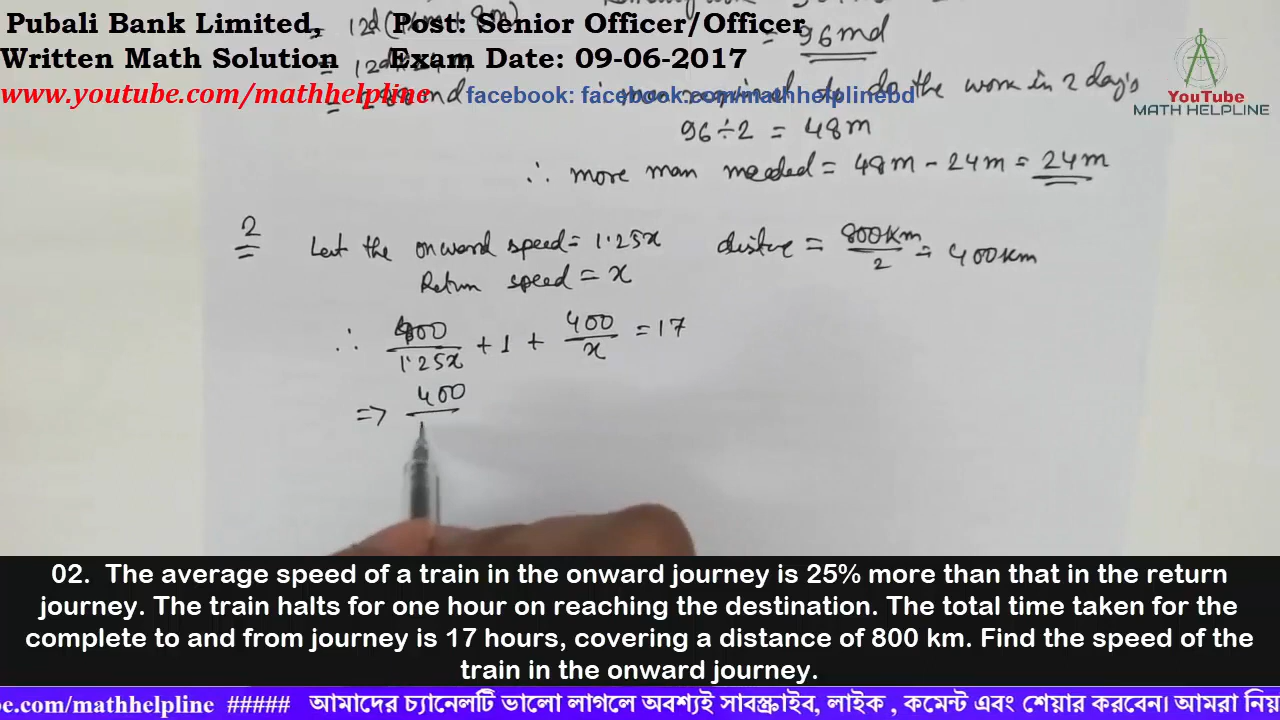 Pubali Bank Limited, Post: Senior Officer/Officer
Written Math Solution Exam Date: 09-06-2017
www.youtube.com/mathhelpline facebook: facebook.com/mathhelplinebd
YouTube
MATH HELPLINE
= 96md
do the work in 2 day's
96 ÷ 2 = 48m
∴ more man needed = 48m - 24m = 24m
2
Let the onward speed = 1.25x
Return speed = x
= 800km/2 = 400km
∴ 400/1.25x + 1 + 400/x = 17
=> 400
02. The average speed of a train in the onward journey is 25% more than that in the return
journey. The train halts for one hour on reaching the destination. The total time taken for the
complete to and from journey is 17 hours, covering a distance of 800 km. Find the speed of the
train in the onward journey.
e.com/mathhelpline ##### আমাদের চ্যানেলটি ভালো লাগলে অবশ্যই সাবস্ক্রাইব, লাইক , কমেন্ট এবং শেয়ার করবেন। আমরা নিয়